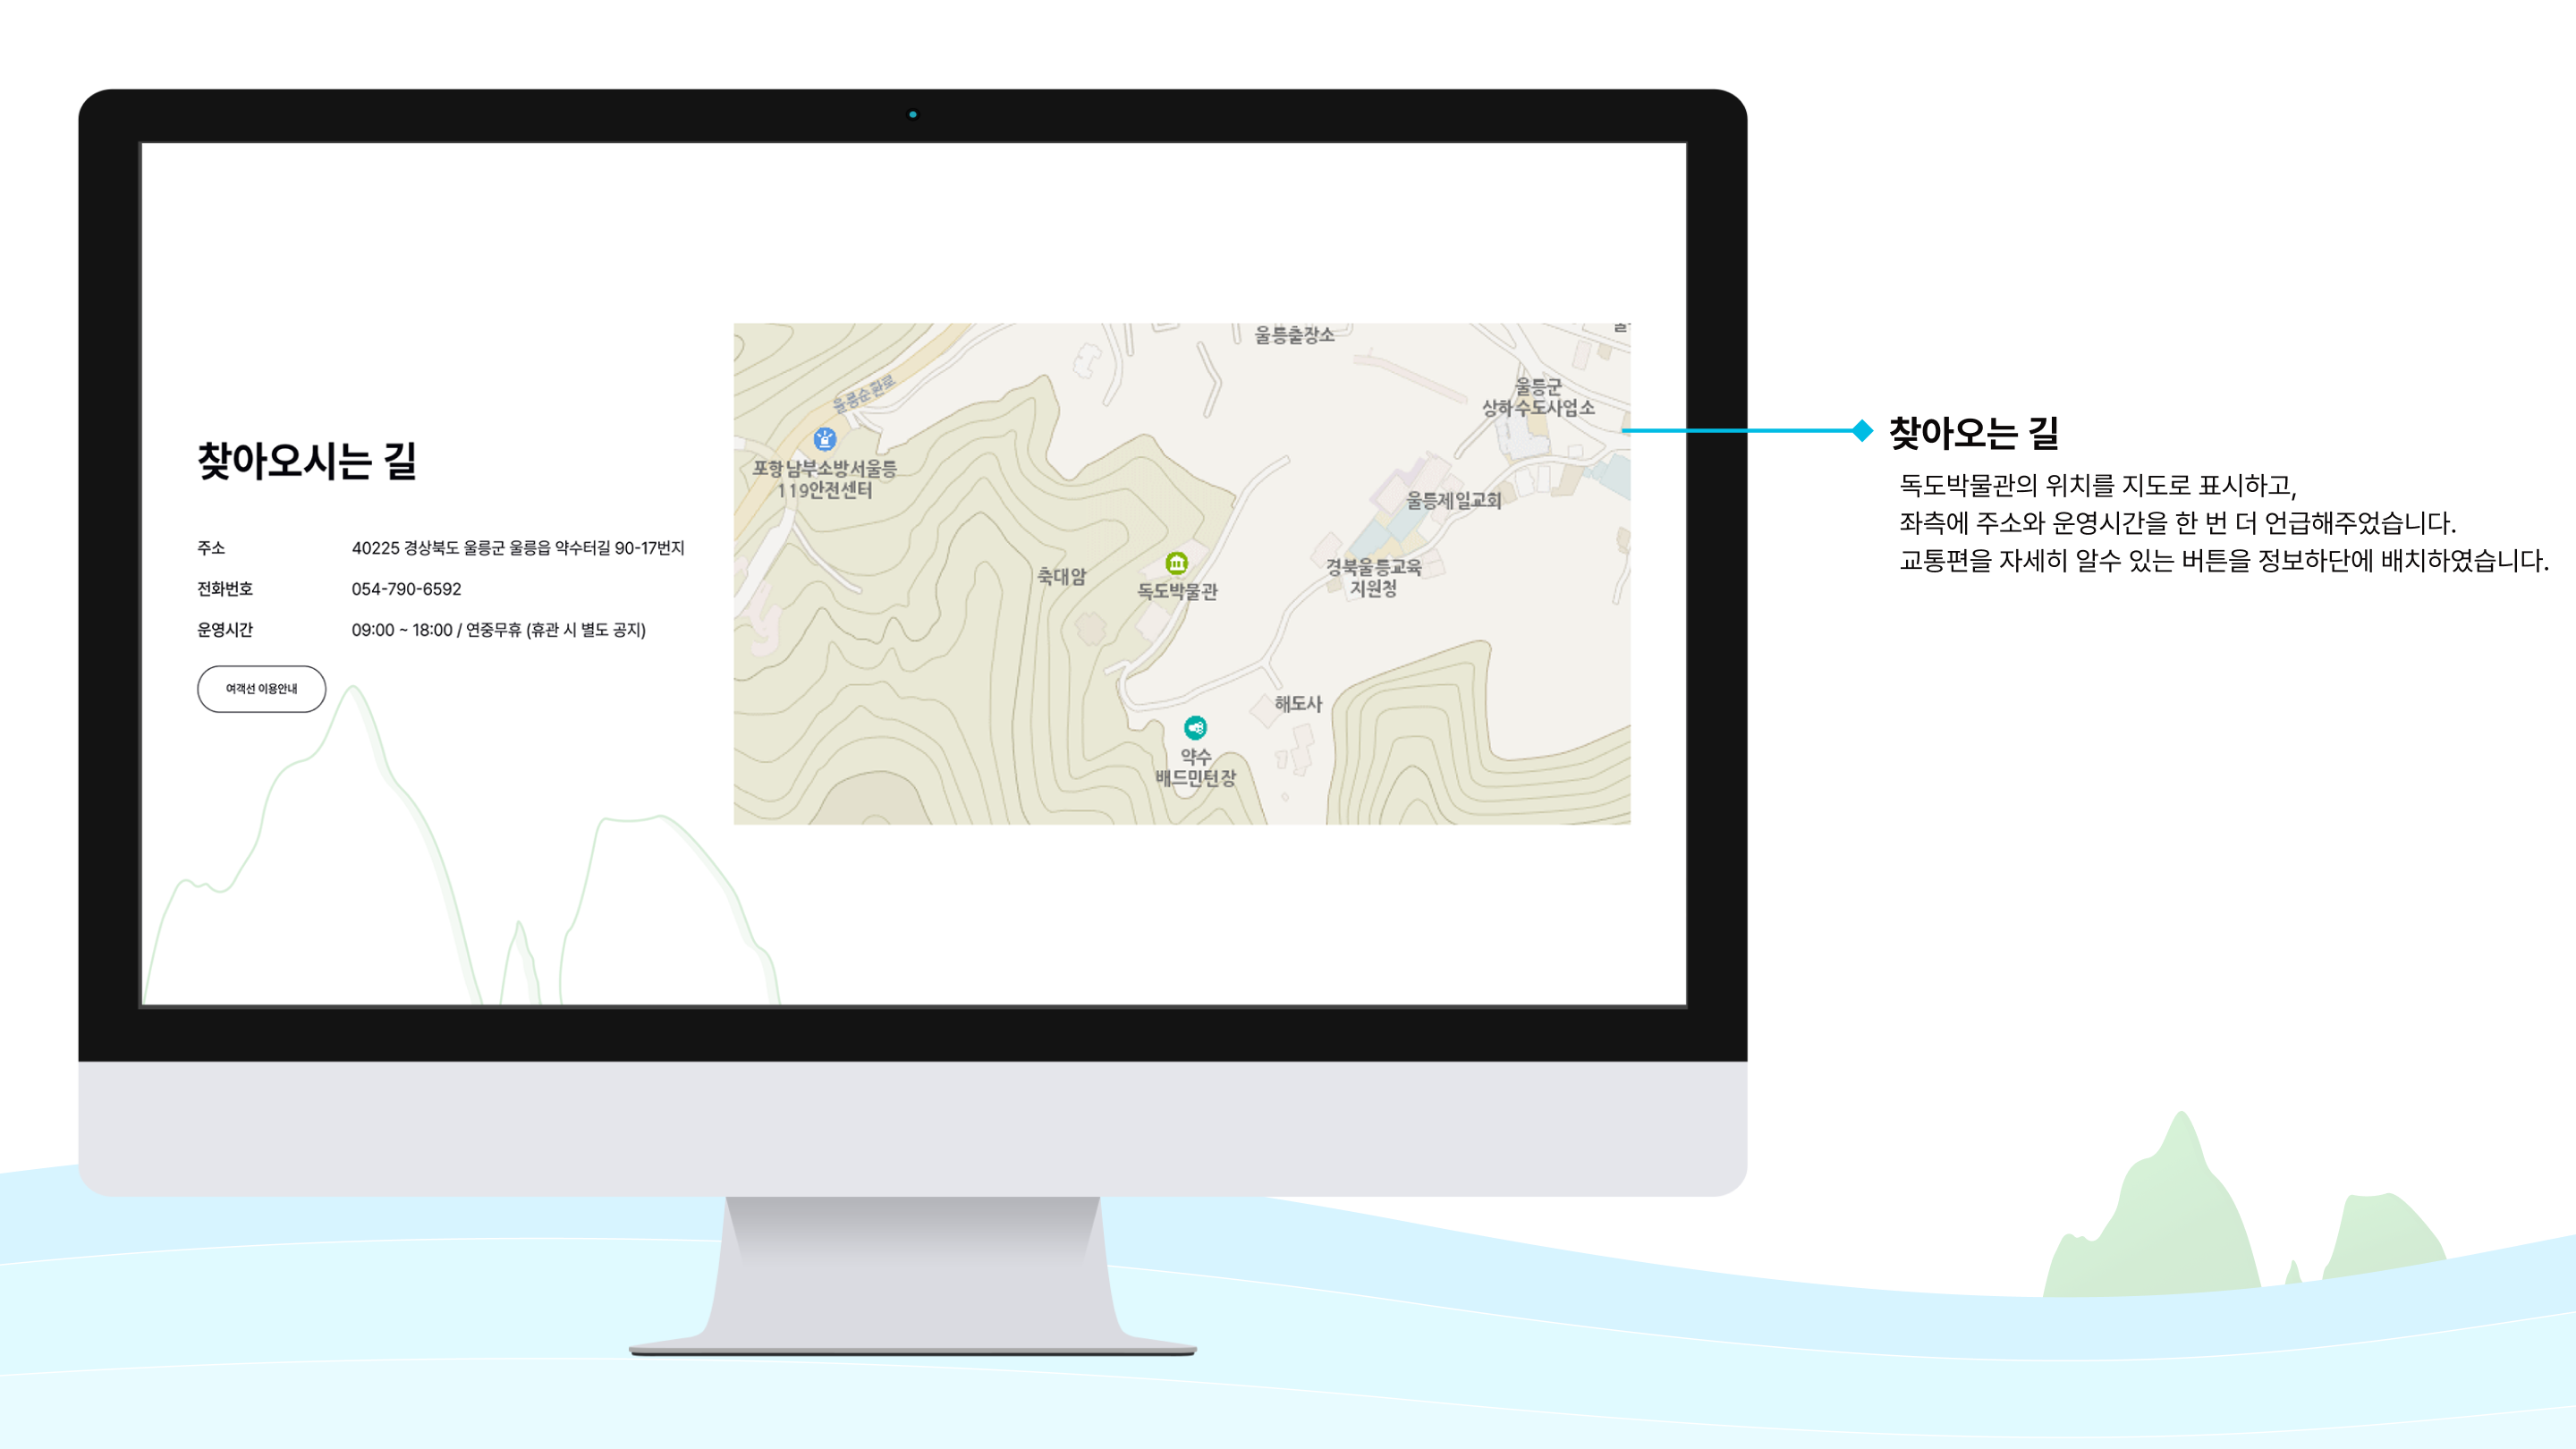 찾아오시는 길
주소 40225 경상북도 울릉군 울릉읍 약수터길 90-17번지
전화번호 054-790-6592
운영시간 09:00 ~ 18:00 / 연중무휴 (휴관 시 별도 공지)
여객선 이용안내
울릉출장소
울릉순환로
울릉군
상하수도사업소
포항남부소방서울릉
119안전센터
울릉제일교회
축대암
독도박물관
경북울릉교육
지원청
해도사
약수
배드민턴장
찾아오는 길
독도박물관의 위치를 지도로 표시하고,
좌측에 주소와 운영시간을 한 번 더 언급해주었습니다.
교통편을 자세히 알수 있는 버튼을 정보하단에 배치하였습니다.